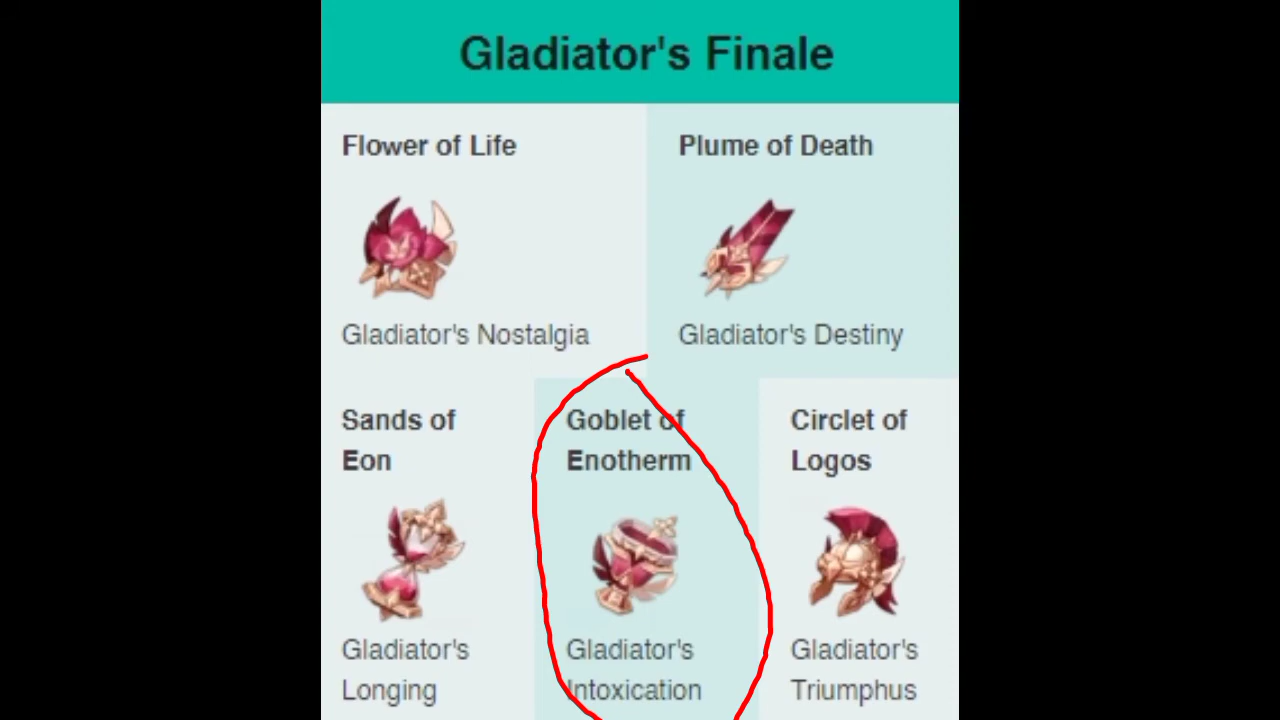 Gladiator's Finale
Flower of Life
Plume of Death
Gladiator's Nostalgia
Gladiator's Destiny
Sands of
Eon
Goblet of
Enotherm
Circlet of
Logos
Gladiator's
Longing
Gladiator's
Intoxication
Gladiator's
Triumphus